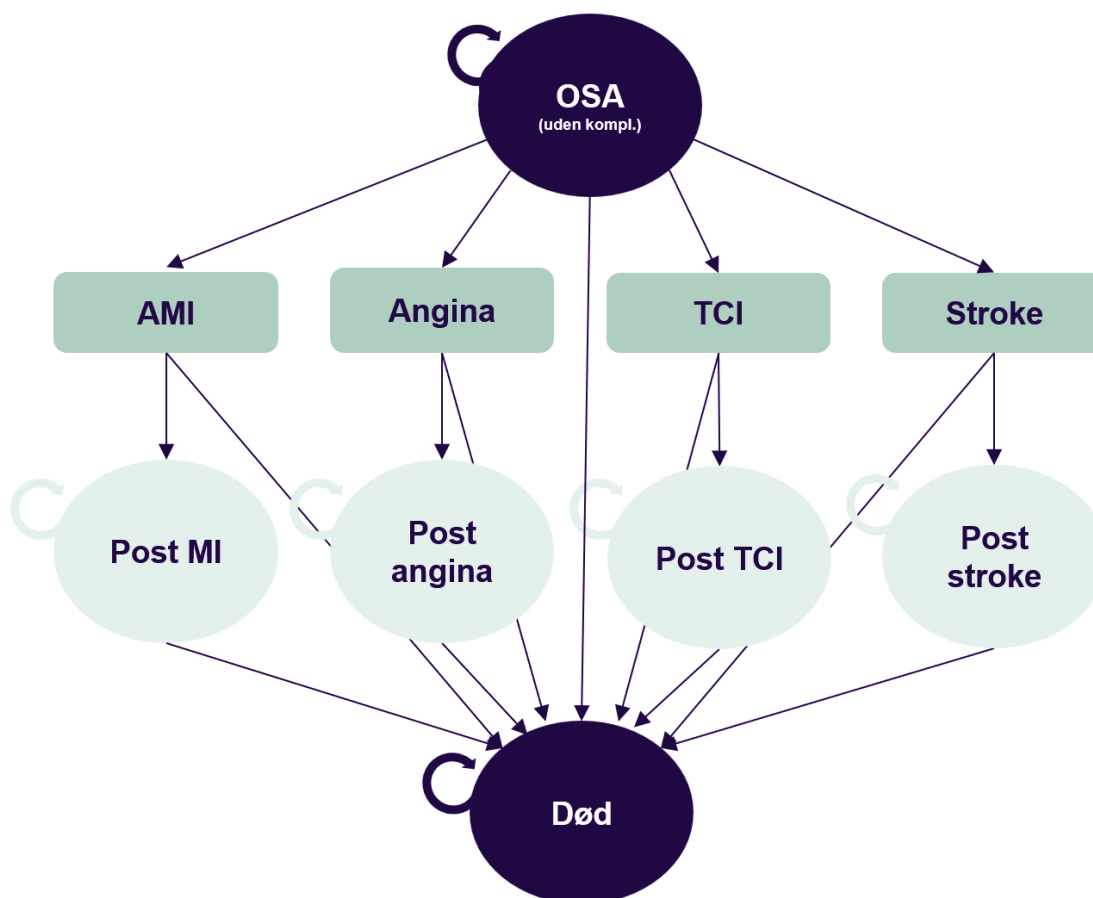 OSA
(uden kompl.)
AMI
Angina
TCI
Stroke
Post MI
Post
angina
Post TCI
Post
stroke
Død